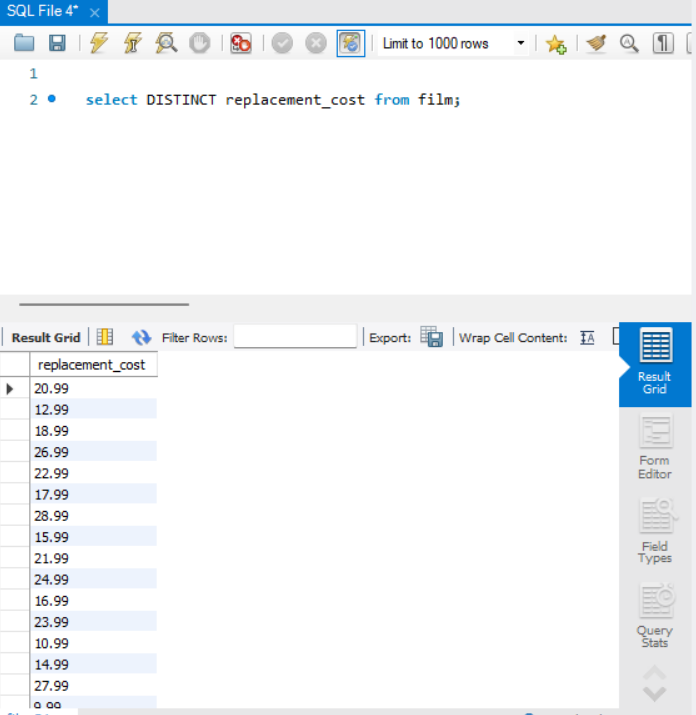 SQL File 4*
Limit to 1000 rows
1
2 select DISTINCT replacement_cost from film;
Result Grid Filter Rows: Export: Wrap Cell Content:
replacement_cost
20.99
12.99
18.99
26.99
22.99
17.99
28.99
15.99
21.99
24.99
16.99
23.99
10.99
14.99
27.99
9.99
Result
Grid
Form
Editor
Field
Types
Query
Stats